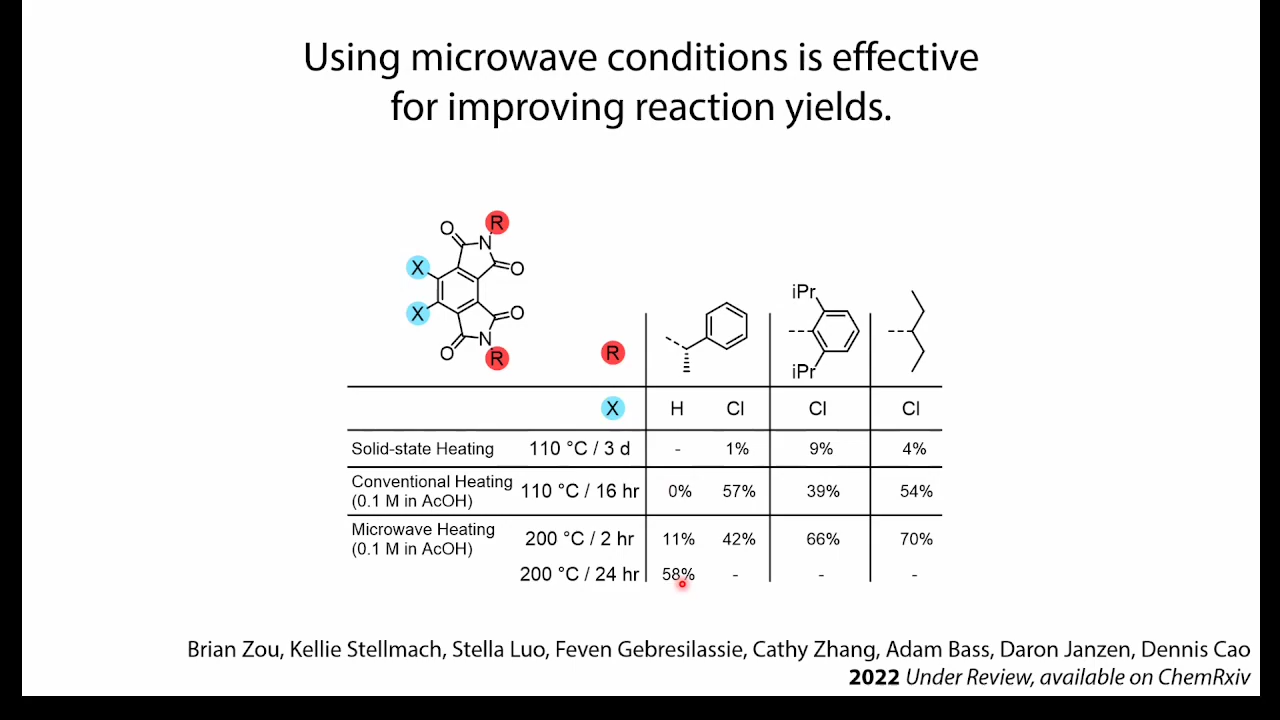 Using microwave conditions is effective
for improving reaction yields.
O R
N
X O
X O
N
O R
R
iPr
iPr
X H Cl Cl Cl
Solid-state Heating 110 °C / 3 d - 1% 9% 4%
Conventional Heating
(0.1 M in AcOH) 110 °C / 16 hr 0% 57% 39% 54%
Microwave Heating
(0.1 M in AcOH) 200 °C / 2 hr 11% 42% 66% 70%
200 °C / 24 hr 58% - - -
Brian Zou, Kellie Stellmach, Stella Luo, Feven Gebresilassie, Cathy Zhang, Adam Bass, Daron Janzen, Dennis Cao
2022 Under Review, available on ChemRxiv